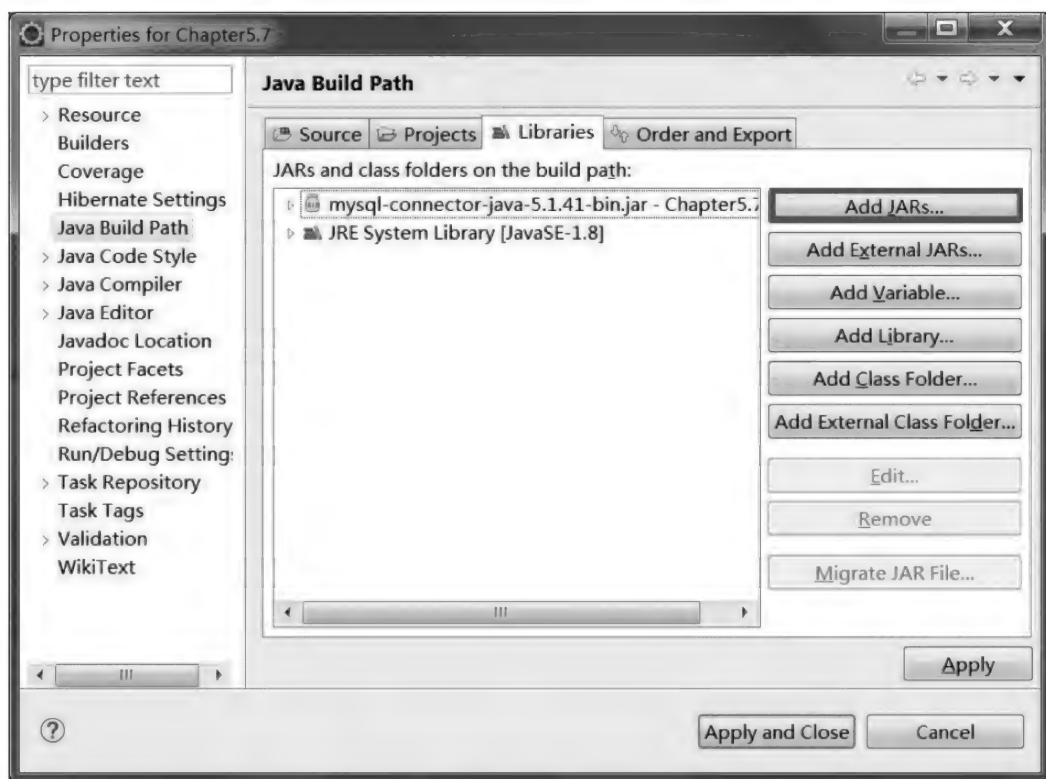 Properties for Chapter5.7
type filter text
Resource
Builders
Coverage
Hibernate Settings
Java Build Path
Java Code Style
Java Compiler
Java Editor
Javadoc Location
Project Facets
Project References
Refactoring History
Run/Debug Setting
Task Repository
Task Tags
Validation
WikiText
Java Build Path
Source Projects Libraries Order and Export
JARs and class folders on the build path:
mysql-connector-java-5.1.41-bin.jar - Chapter5.7
JRE System Library [JavaSE-1.8]
Add JARs...
Add External JARs...
Add Variable...
Add Library...
Add Class Folder...
Add External Class Folder...
Edit...
Remove
Migrate JAR File...
Apply
Apply and Close
Cancel